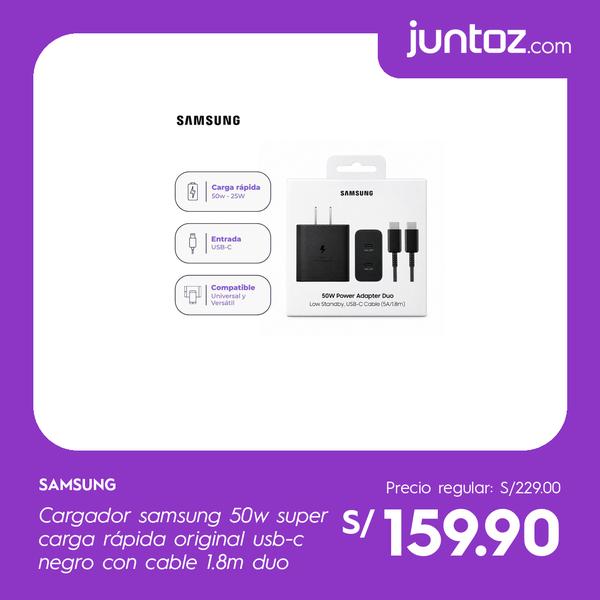 juntoz.com
SAMSUNG
Carga rápida
50w - 25W
Entrada
USB-C
Compatible
Universal y
Versátil
SAMSUNG
50W Power Adapter Duo
Low Standby, USB-C Cable (5A/1.8m)
SAMSUNG
Cargador samsung 50w super
carga rápida original usb-c
negro con cable 1.8m duo
Precio regular: S/229.00
S/159.90